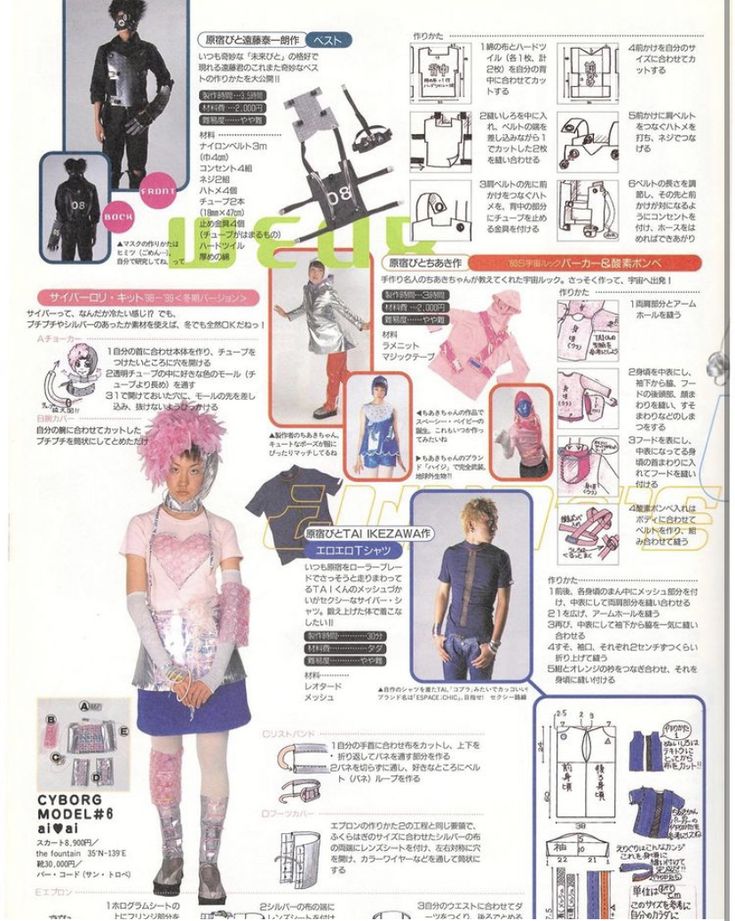 原宿びと遠藤泰一朗作 ベスト
いつも奇妙な「未来びと」の格好で
現れる遠藤君のこれまた奇妙なベス
トの作りかたを大公開!!
製作時間……3.5時間
材料費……2,000円
難易度……やや難
材料
ナイロンベルト3m
(巾4cm)
コンセント4組
ネジ2組
ハトメ4個
チューブ2本
(18mm×47cm)
止め金具4個
(チューブがはまるもの)
ハードツイル
厚めの綿
FRONT
BACK
08
08
▲マスクの作りかたは
ヒミツ(ごめん…)。
自分で研究してね、って
作りかた
1綿の布とハードツ
イル(各1枚、計
2枚)を自分の背
中に合わせてカッ
トする
2縫いしろを中に入
れ、ベルトの端を
差し込みながら1
でカットした2枚
を縫い合わせる
3肩ベルトの先に前
かけをつなぐハト
メを、背中の部分
にチューブを止め
る金具を付ける
4前かけを自分のサ
イズに合わせてカ
ットする
5前かけに肩ベルト
をつなぐハトメを
打ち、ネジでつな
げる
6ベルトの長さを調
節し、その先と前
かけが対になるよ
うにコンセントを
付け、ホースをは
めればできあがり
原宿びとちあき作 '60S宇宙ルック パーカー&酸素ボンベ
手作り名人のちあきちゃんが教えてくれた宇宙ルック。さっそく作って、宇宙へ出発!
製作時間……3時間
材料費……2,000円
難易度……やや難
材料
ラメニット
マジックテープ
作りかた
1両肩部分とアーム
ホールを縫う
2身頃を中表にし、
袖下から脇、フー
ドの後頭部、顔ま
わりを縫い、すそ
まわりなどのしま
つをする
3フードを表にし、
中表になってる身
頃の首まわりに入
れてフードを縫い
付ける
4酸素ボンベ入れは
ボディに合わせて
ベルトを作り、組
み合わせて縫う
サイバーロリ・キット'98〜'99<冬期バージョン>
サイバーって、なんだか冷たい感じ!? でも、
プチプチやシルバーのあったか素材を使えば、冬でも全然OKだねっ!
Aチョーカー
1自分の首に合わせ本体を作り、チューブを
つけたいところに穴を開ける
2透明チューブの中に好きな色のモール(チ
ューブより長め)を通す
3 1で開けておいた穴に、モールの先を差し
込み、抜けないようひっかける
B腕カバー
自分の腕に合わせてカットした
プチプチを筒状にしてとめただけ
▲製作者のちあきちゃん。
キュートなポーズが服に
ぴったりマッチしてるね
◀ちあきちゃんの作品で
スペーシー・ベイビーの
誕生。これもいつか作っ
てみたいね
▶ちあきちゃんのブラン
ド「ハイジ」で完全武装。
地球外生物?!
原宿びとTAI IKEZAWA作
エロエロTシャツ
いつも原宿をローラーブレー
ドでさっそうと走りまわって
るTAIくんのメッシュづか
いがセクシーなサイバー・シ
ャツ。鍛え上げた体で着こな
したい!!
製作時間……30分
材料費……タダ
難易度……やや難
材料
レオタード
メッシュ
▲自作のシャツを着たTAI。「コブラ」みたいでカッコいい
ブランド名は「ESPACE:CHIC」。目指せ! セクシー路線
作りかた
1前後、各身頃のまん中にメッシュ部分を付
け、中表にして両肩部分を縫い合わせる
2 1を広げ、アームホールを縫う
3再び、中表にして袖下から脇を一気に縫い
合わせる
4すそ、袖口、それぞれ2センチずつくらい
折り上げて縫う
5紺とオレンジの衿をつなぎ合わせ、それを
身頃に縫い付ける
前身頃
後ろ身頃
袖
作りかた
単位はcm
このサイズを参考に
Cリストバンド
1自分の手首に合わせ布をカットし、上下を
折り返してバネを通す部分を作る
2バネを切らずに通し、好きなところにベル
ト(バネ)ループを作る
Dフーツカバー
エプロンの作りかた2の工程と同じ要領で、
ふくらはぎのサイズに合わせたシルバーの布
の両端にレンズシートを付け、左右対称に穴
を開け、カラーワイヤーなどを通して筒状に
する
A
B
C
D
E
CYBORG
MODEL#6
ai♥ai
スカート8,900円/
the fountain 35°N-139°E
靴30,000円/
バー・コード(サン・トロペ)
Eエプロン
1ホログラムシートの
トにフリンジ部分を
2シルバーの布の端に
レンズシートを付け
3自分のウエストに合わせてダ
ーツをつくり、後ろでとめる